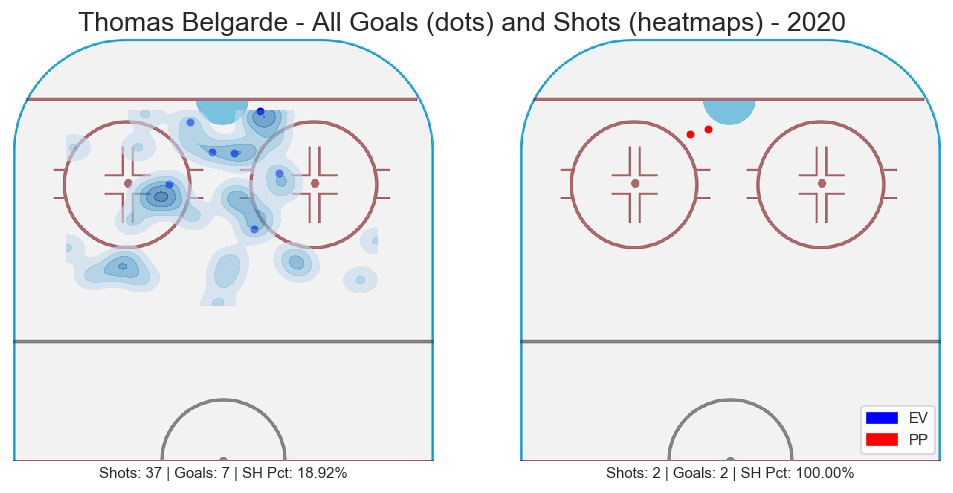 Thomas Belgarde - All Goals (dots) and Shots (heatmaps) - 2020
EV
PP
Shots: 37 | Goals: 7 | SH Pct: 18.92%
Shots: 2 | Goals: 2 | SH Pct: 100.00%